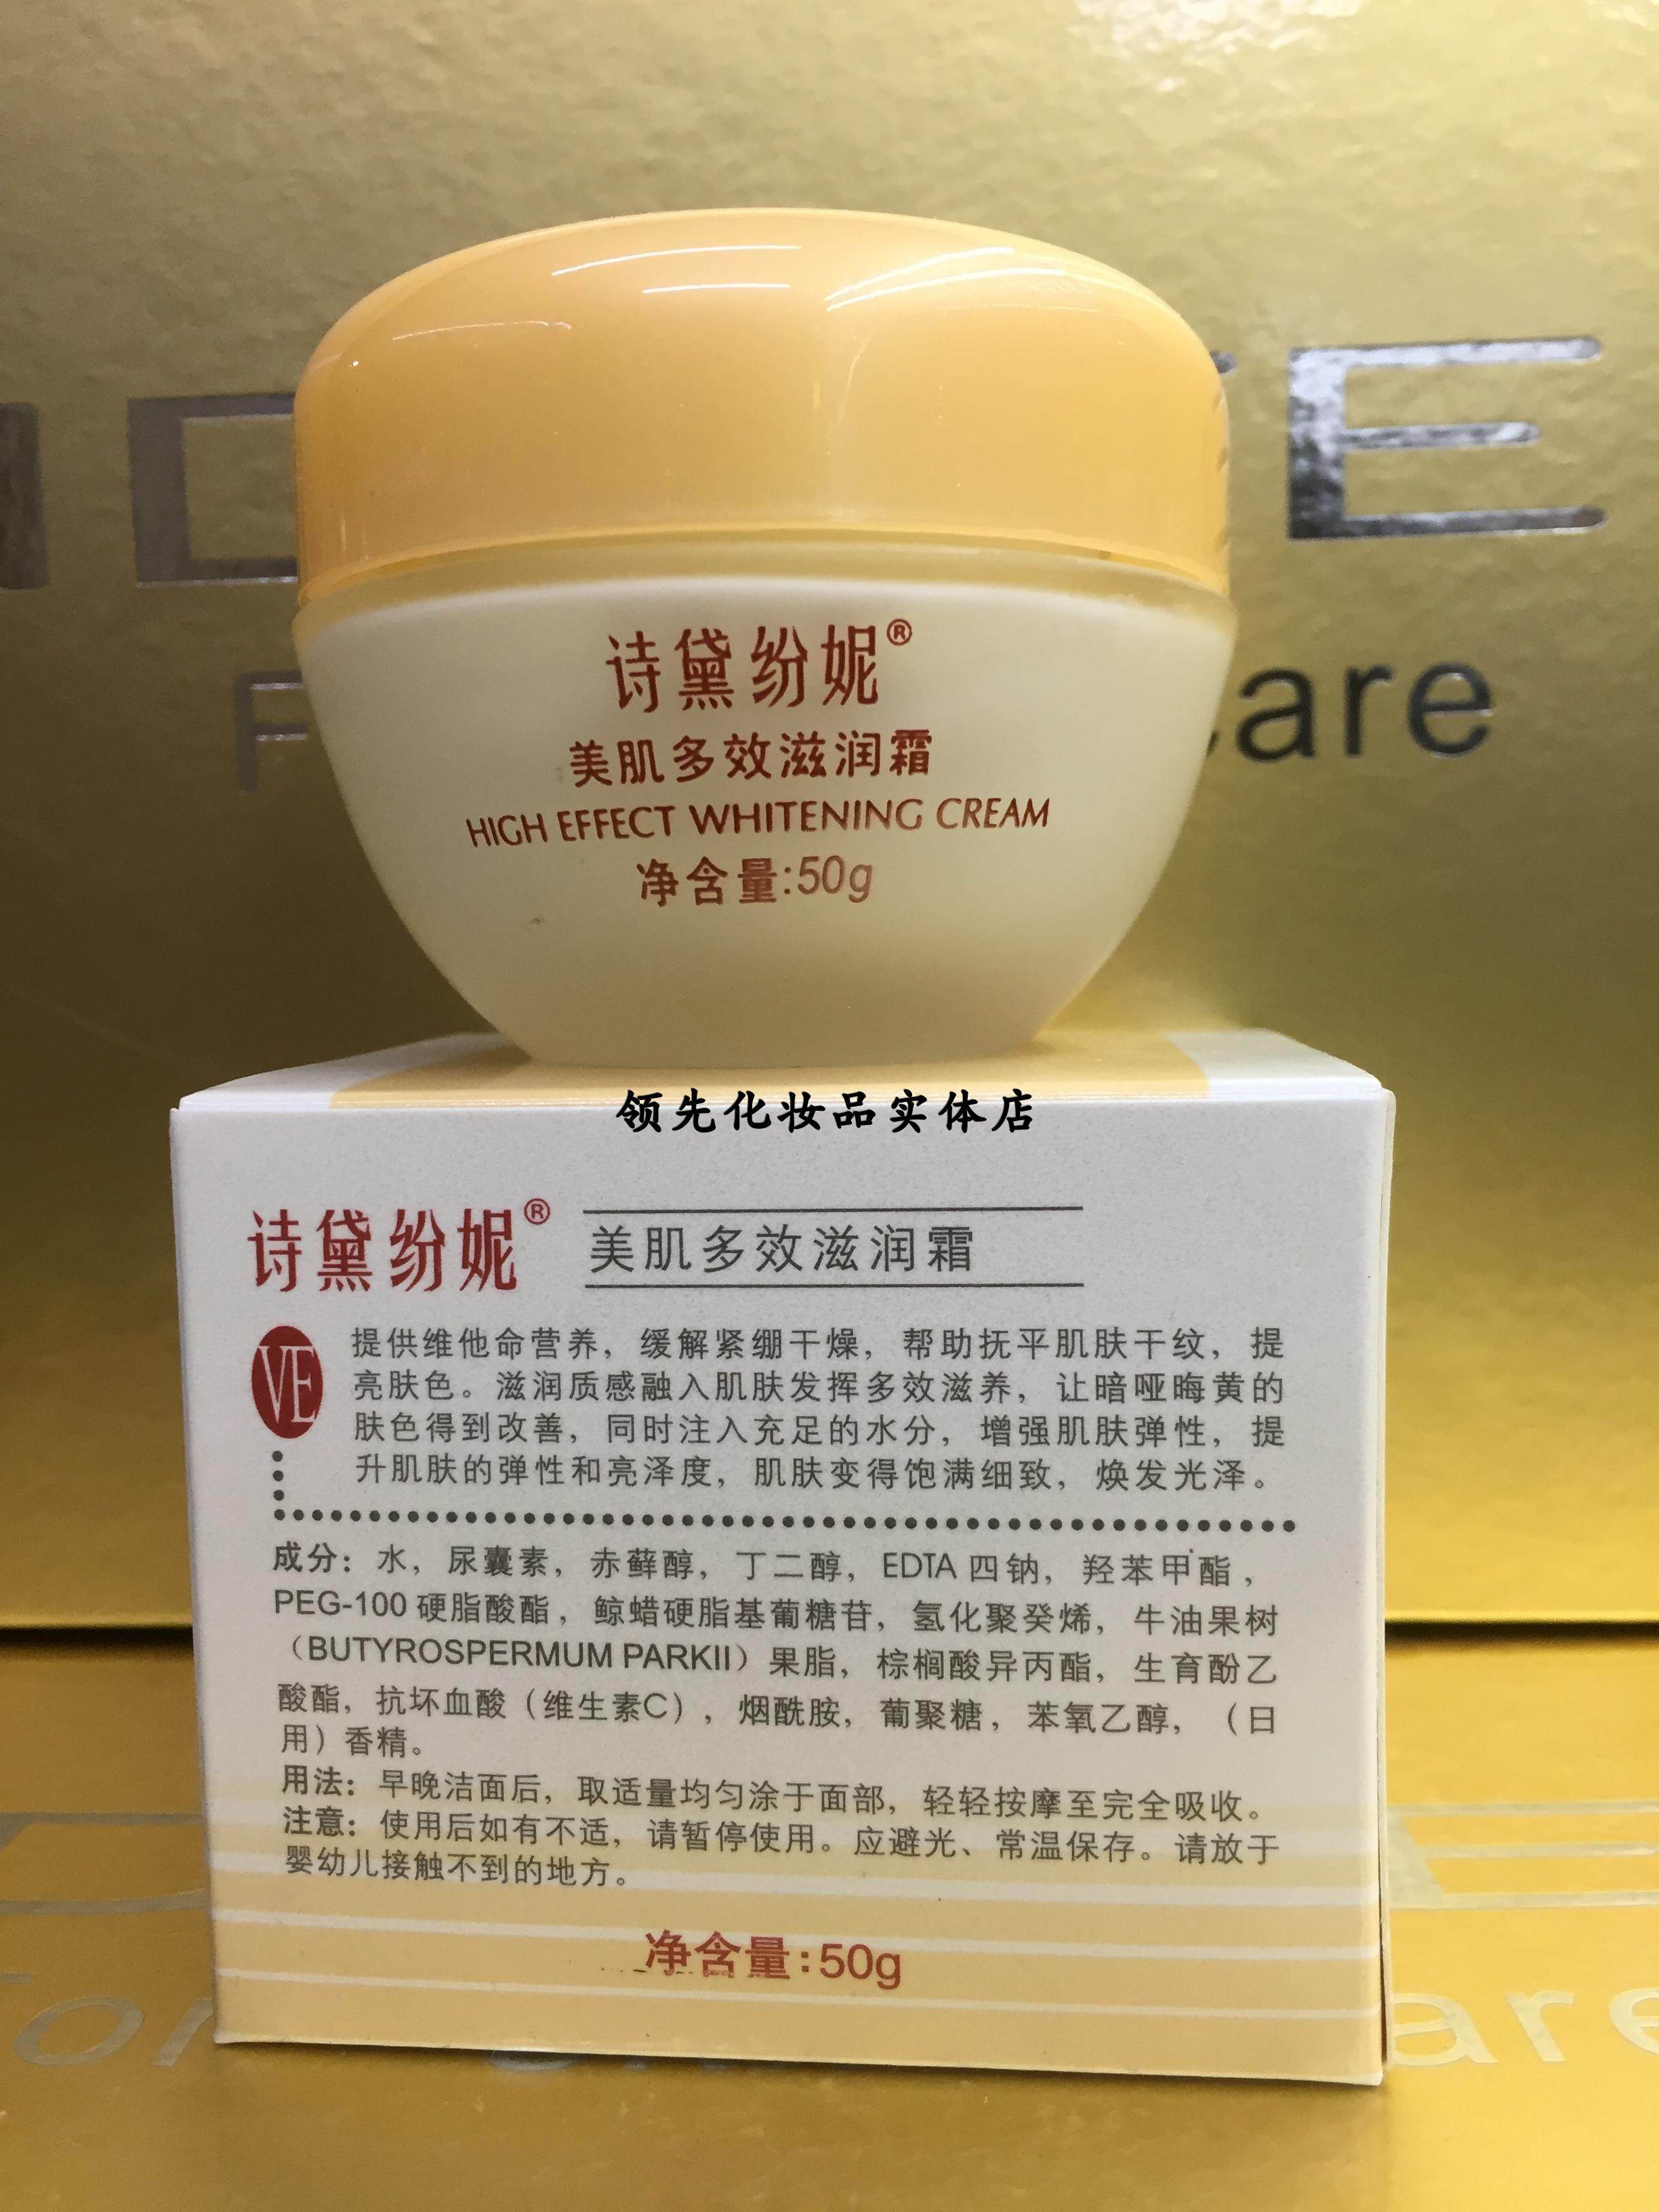 诗黛纷妮®
美肌多效滋润霜
HIGH EFFECT WHITENING CREAM
净含量:50g
are
领先化妆品实体店
诗黛纷妮®
美肌多效滋润霜
VE
提供维他命营养，缓解紧绷干燥，帮助抚平肌肤干纹，提
亮肤色。滋润质感融入肌肤发挥多效滋养，让暗哑晦黄的
肤色得到改善，同时注入充足的水分，增强肌肤弹性，提
升肌肤的弹性和亮泽度，肌肤变得饱满细致，焕发光泽。
成分：水，尿囊素，赤藓醇，丁二醇，EDTA 四钠，羟苯甲酯，
PEG-100 硬脂酸酯，鲸蜡硬脂基葡糖苷，氢化聚癸烯，牛油果树
（BUTYROSPERMUM PARKII）果脂，棕榈酸异丙酯，生育酚乙
酸酯，抗坏血酸（维生素C），烟酰胺，葡聚糖，苯氧乙醇，（日
用）香精。
用法：早晚洁面后，取适量均匀涂于面部，轻轻按摩至完全吸收。
注意：使用后如有不适，请暂停使用。应避光、常温保存。请放于
婴幼儿接触不到的地方。
净含量:50g